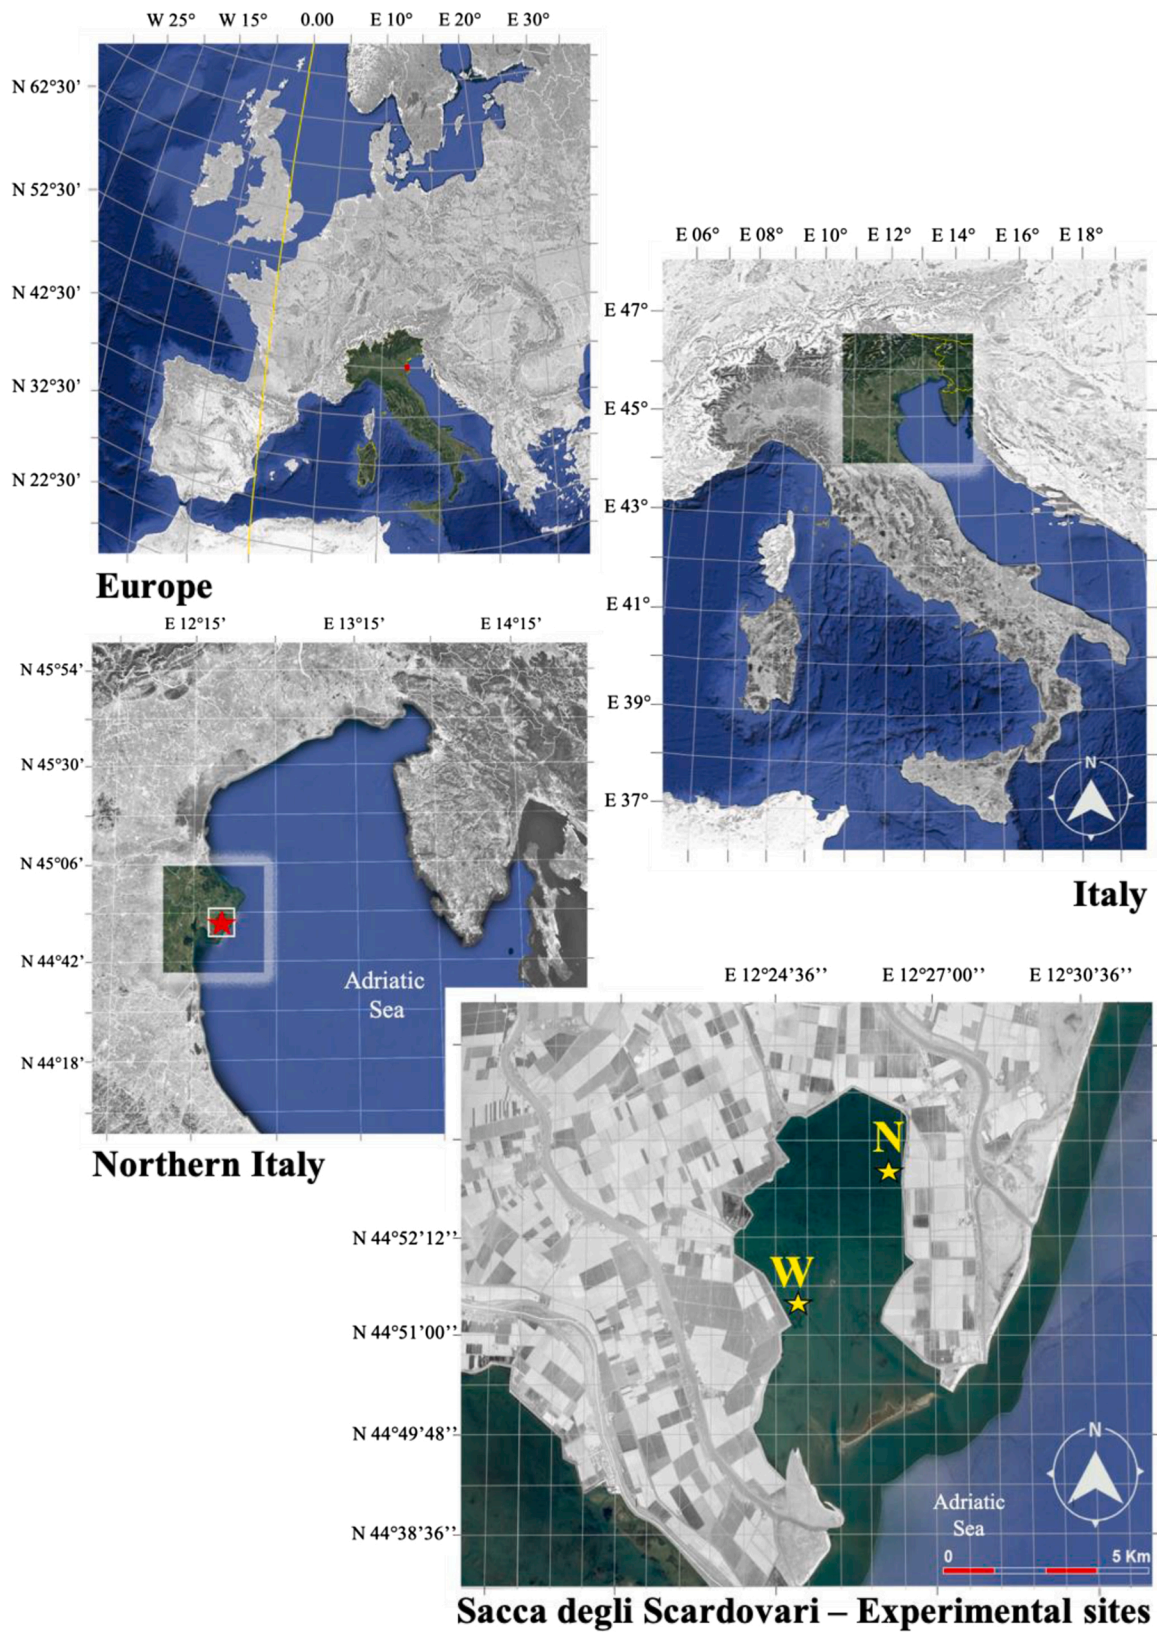 W 25° W 15° 0.00 E 10° E 20° E 30°
N 62°30'
N 52°30'
N 42°30'
N 32°30'
N 22°30'
Europe
E 06° E 08° E 10° E 12° E 14° E 16° E 18°
E 47°
E 45°
E 43°
E 41°
E 39°
E 37°
N
Italy
E 12°15' E 13°15' E 14°15'
N 45°54'
N 45°30'
N 45°06'
N 44°42'
N 44°18'
Adriatic
Sea
Northern Italy
E 12°24'36'' E 12°27'00'' E 12°30'36''
N 44°52'12''
N 44°51'00''
N 44°49'48''
N 44°38'36''
N
W
N
Adriatic
Sea
0 5 Km
Sacca degli Scardovari – Experimental sites